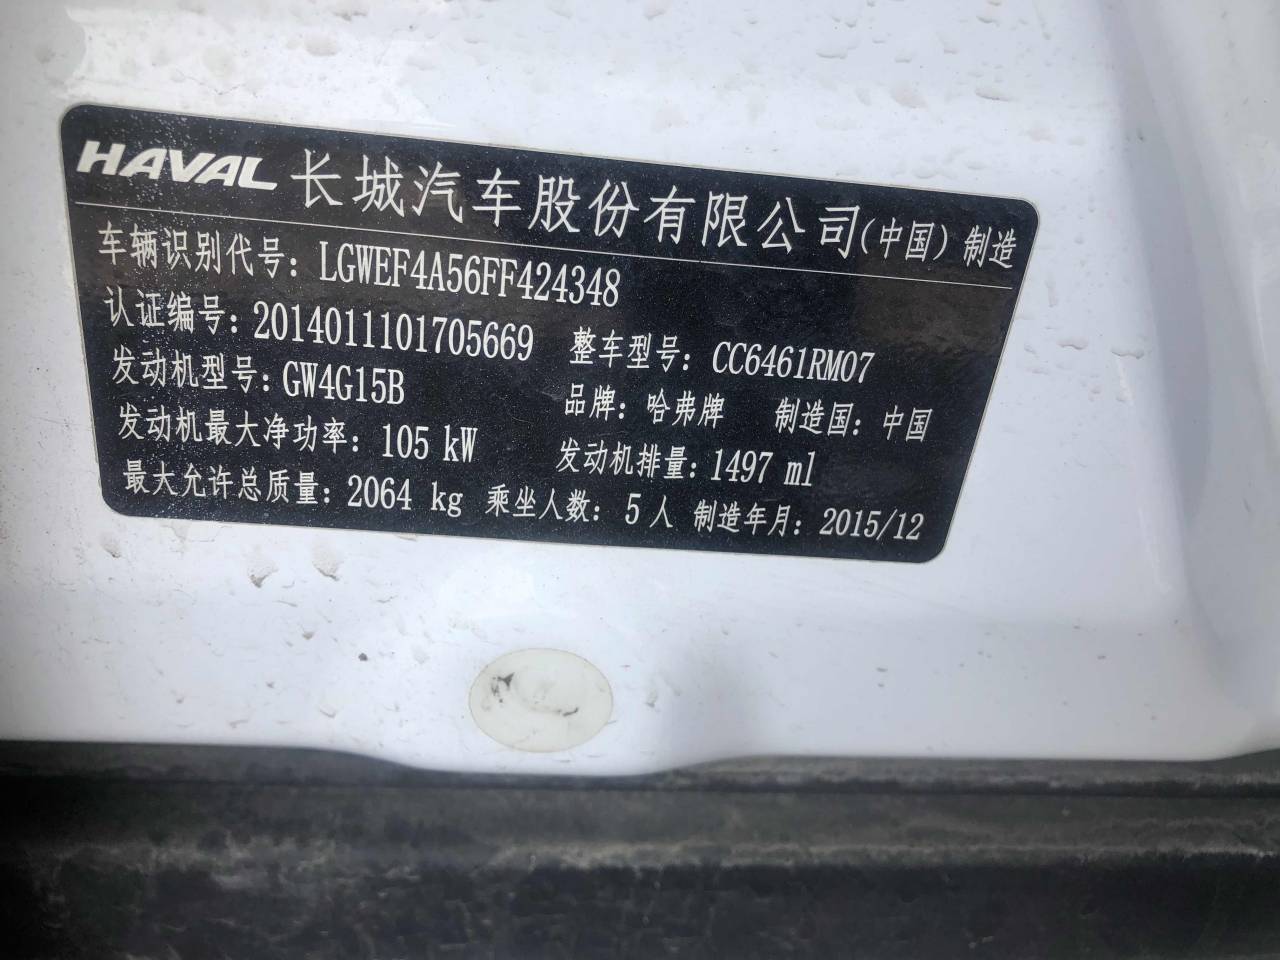 HAVAL 长城汽车股份有限公司(中国)制造
车辆识别代号: LGWEF4A56FF424348
认证编号: 2014011101705669 整车型号: CC6461RM07
发动机型号: GW4G15B 品牌: 哈弗牌 制造国: 中国
发动机最大净功率: 105 kW 发动机排量: 1497 ml
最大允许总质量: 2064 kg 乘坐人数: 5人 制造年月: 2015/12